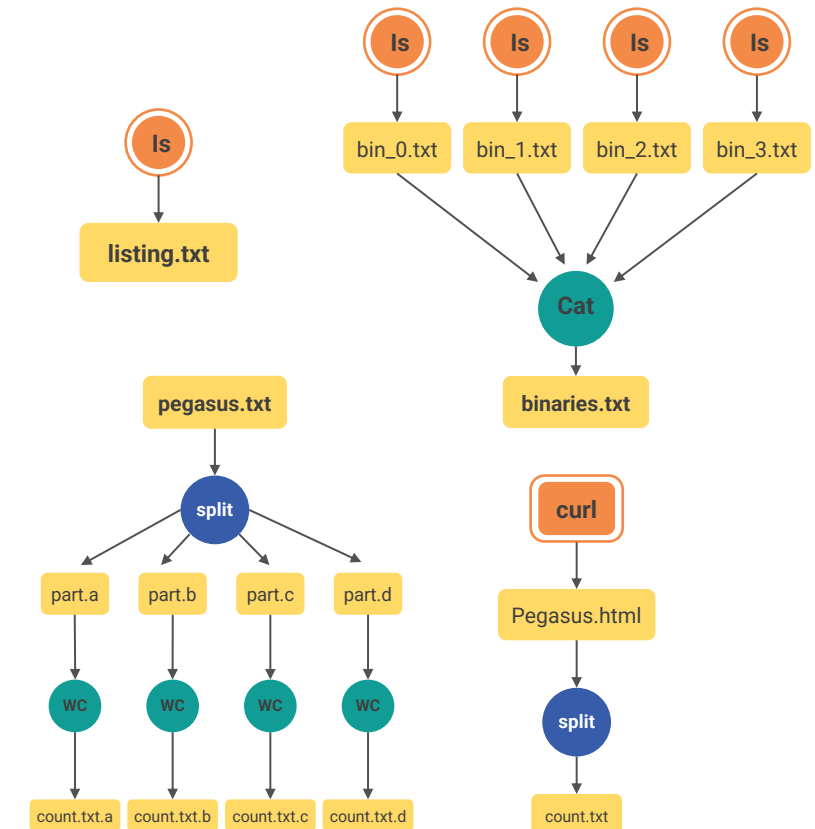 ls
ls
ls
ls
bin_0.txt
bin_1.txt
bin_2.txt
bin_3.txt
ls
listing.txt
Cat
binaries.txt
pegasus.txt
split
part.a
part.b
part.c
part.d
WC
WC
WC
WC
count.txt.a
count.txt.b
count.txt.c
count.txt.d
curl
Pegasus.html
split
count.txt